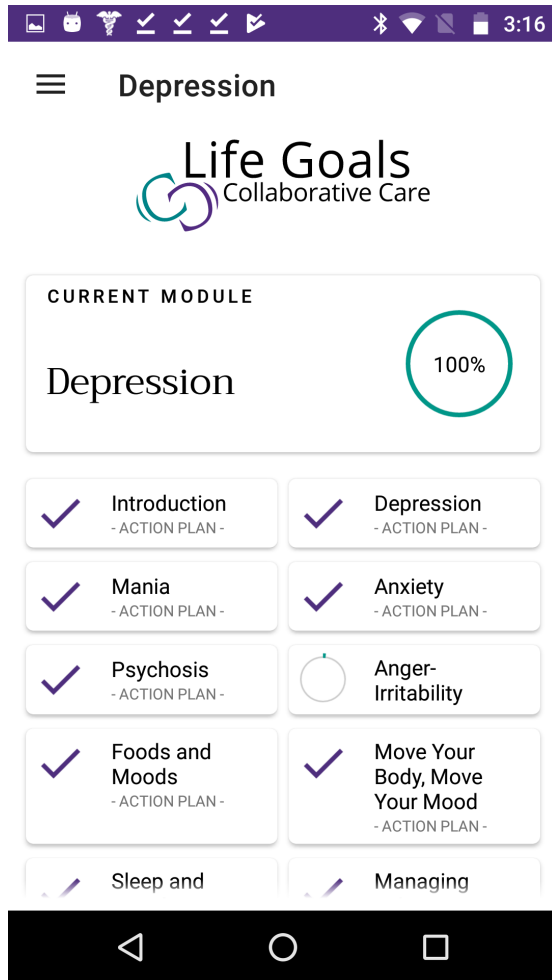 3:16
Depression
Life Goals
Collaborative Care
CURRENT MODULE
Depression
100%
Introduction
- ACTION PLAN -
Depression
- ACTION PLAN -
Mania
- ACTION PLAN -
Anxiety
- ACTION PLAN -
Psychosis
- ACTION PLAN -
Anger-
Irritability
Foods and
Moods
- ACTION PLAN -
Move Your
Body, Move
Your Mood
- ACTION PLAN -
Sleep and
Managing